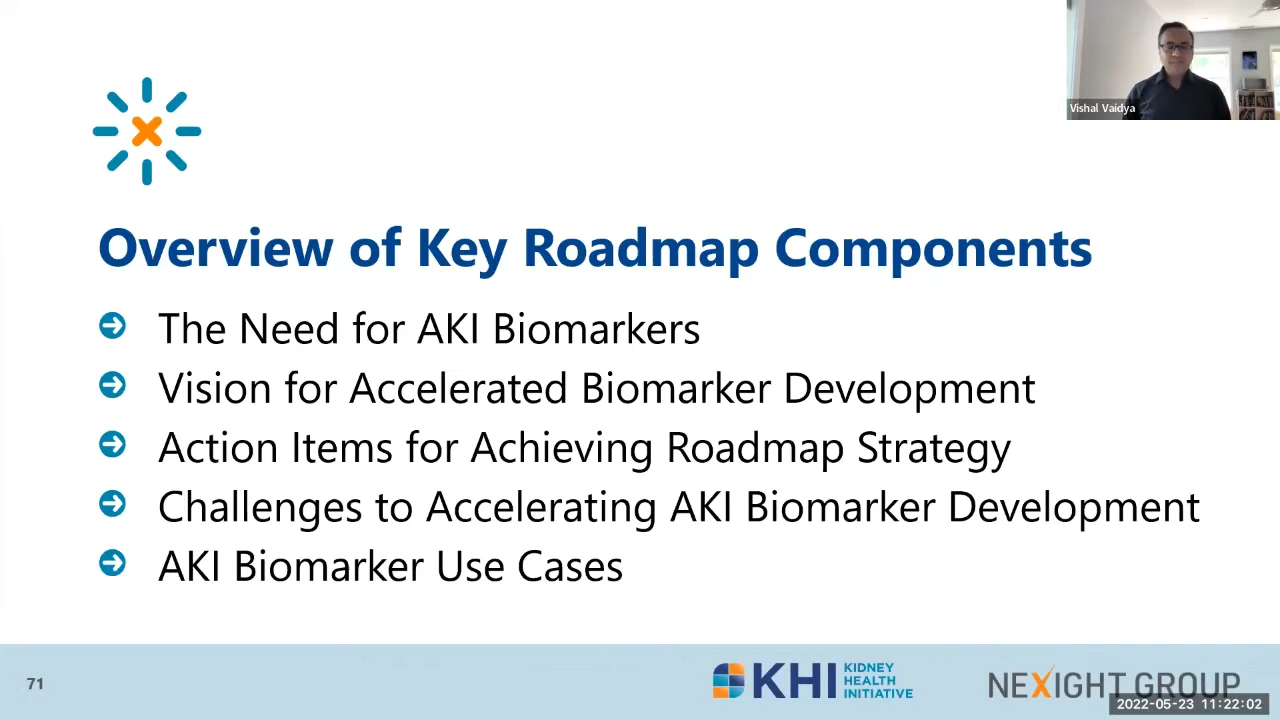 Vishal Vaidya
Overview of Key Roadmap Components
The Need for AKI Biomarkers
Vision for Accelerated Biomarker Development
Action Items for Achieving Roadmap Strategy
Challenges to Accelerating AKI Biomarker Development
AKI Biomarker Use Cases
71
KHI
KIDNEY
HEALTH
INITIATIVE
NEXIGHT GROUP
2022-05-23 11:22:02